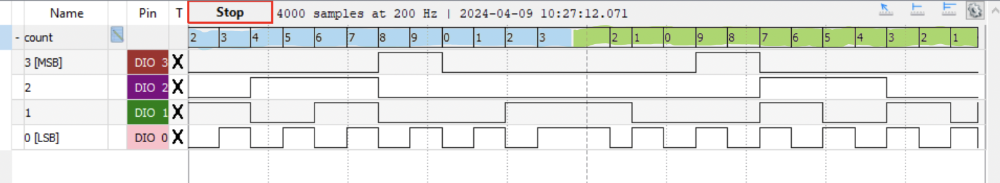 Name Pin T Stop 4000 samples at 200 Hz | 2024-04-09 10:27:12.071
- count 2 3 4 5 6 7 8 9 0 1 2 3 2 1 0 9 8 7 6 5 4 3 2 1
3 [MSB] DIO 3 X
2 DIO 2 X
1 DIO 1 X
0 [LSB] DIO 0 X